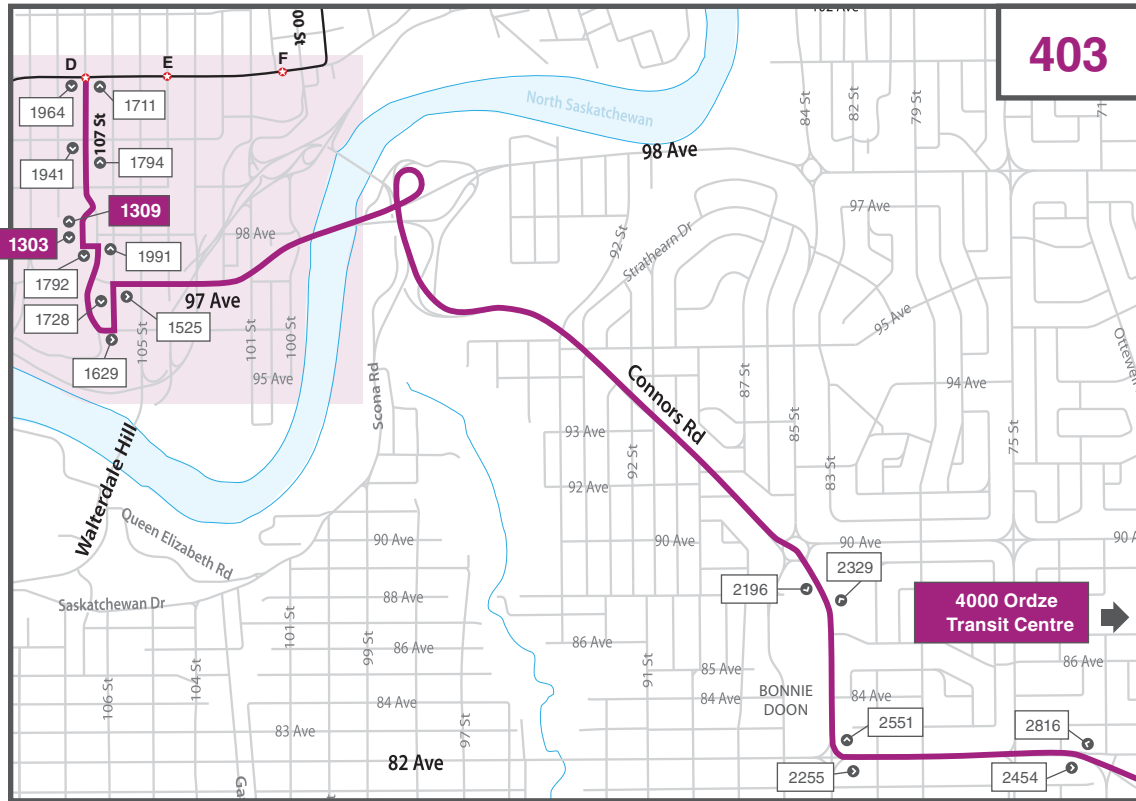 403
D
E
F
00 St
1964
1711
107 St
1941
1794
1309
1303
1991
1792
1728
1525
1629
98 Ave
97 Ave
105 St
101 St
100 St
95 Ave
North Saskatchewan
98 Ave
84 St
82 St
79 St
71
97 Ave
92 St
Strathearn Dr
95 Ave
Ottewell
94 Ave
87 St
85 St
83 St
75 St
Connors Rd
Scona Rd
93 Ave
92 St
92 Ave
90 Ave
90 Ave
90 Ave
90 A
Walterdale Hill
Queen Elizabeth Rd
Saskatchewan Dr
88 Ave
86 Ave
84 Ave
83 Ave
82 Ave
101 St
99 St
97 St
106 St
104 St
Ga
2196
2329
4000 Ordze
Transit Centre
86 Ave
85 Ave
84 Ave
91 St
86 Ave
BONNIE
DOON
84 Ave
2551
2816
2255
2454